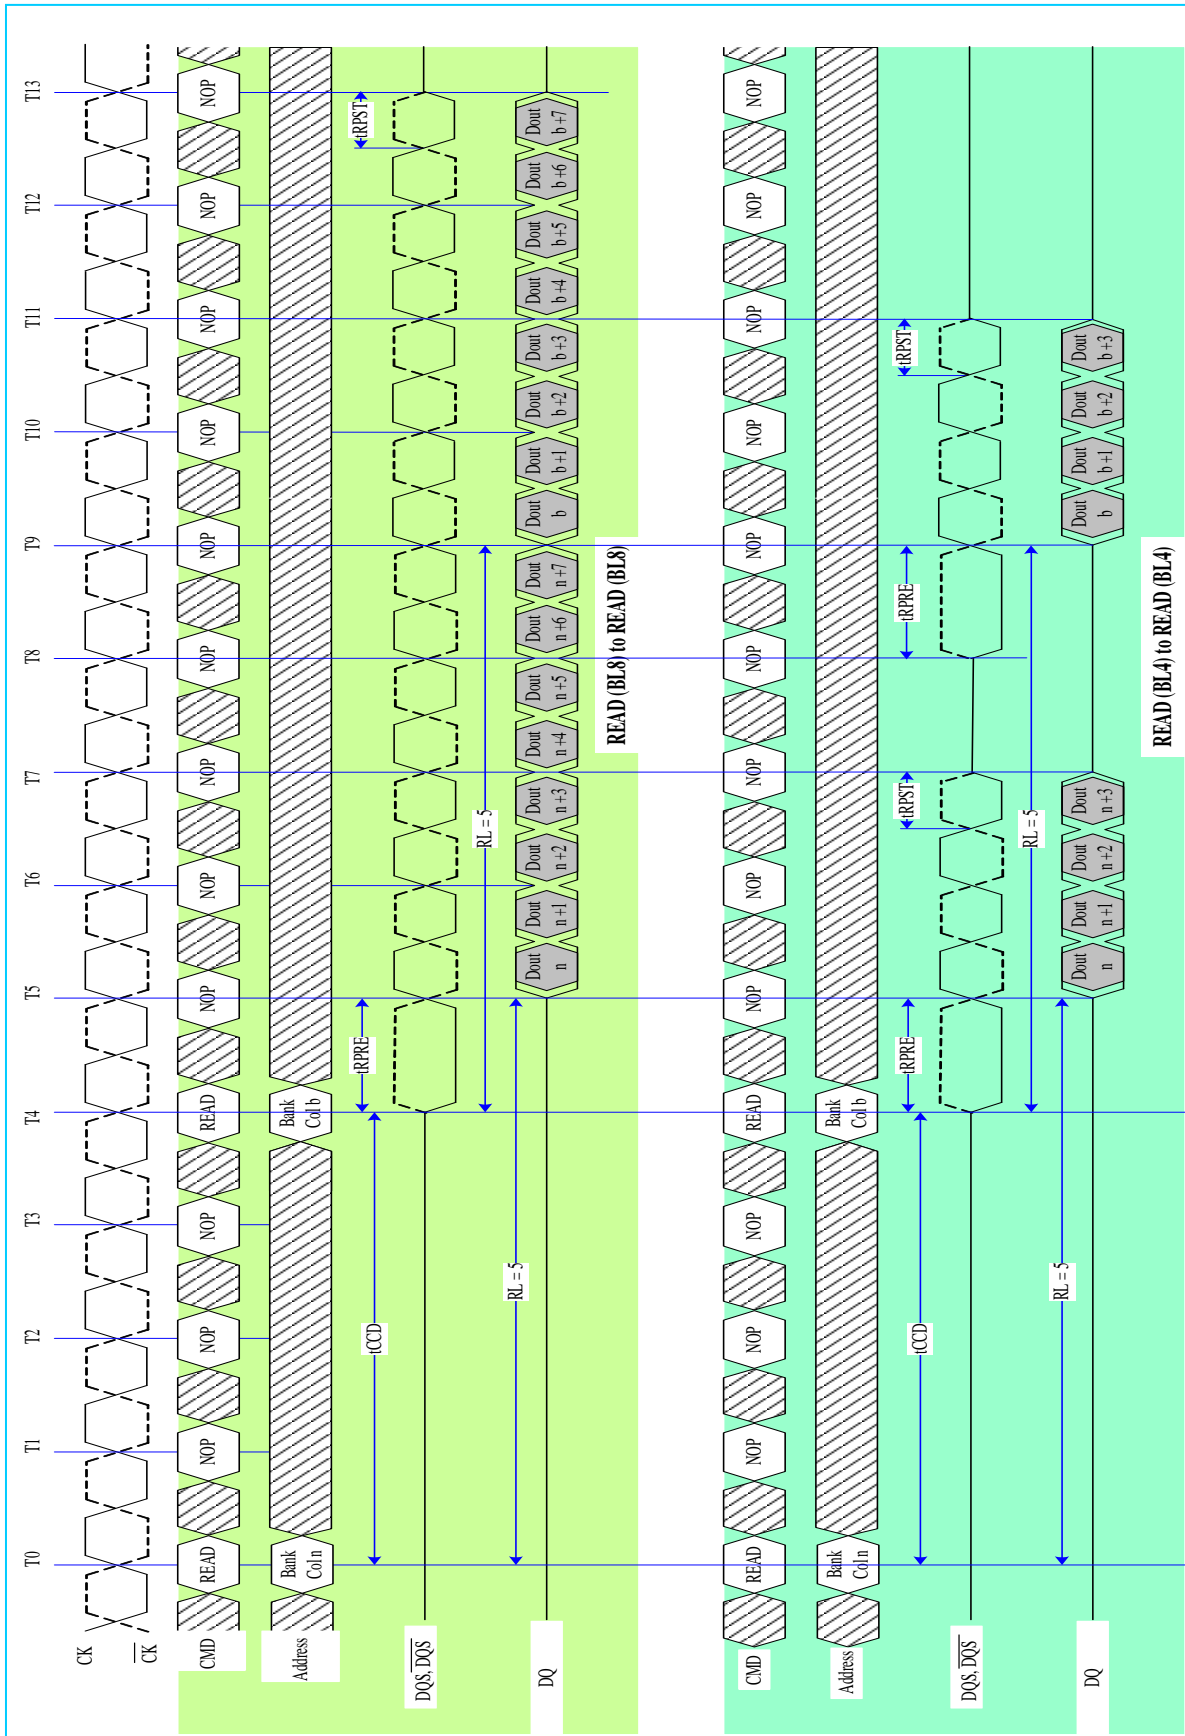 T0 T1 T2 T3 T4 T5 T6 T7 T8 T9 T10 T11 T12 T13
CK
CK
CMD READ NOP NOP NOP READ NOP NOP NOP NOP NOP NOP NOP NOP NOP
Address Bank Col n Bank Col b
tCCD tRPRE tRPST
DQS, DQS
RL = 5
RL = 5
DQ Dout n Dout n+1 Dout n+2 Dout n+3 Dout n+4 Dout n+5 Dout n+6 Dout n+7 Dout b Dout b+1 Dout b+2 Dout b+3 Dout b+4 Dout b+5 Dout b+6 Dout b+7
READ (BL8) to READ (BL8)
CMD READ NOP NOP NOP READ NOP NOP NOP NOP NOP NOP NOP NOP NOP
Address Bank Col n Bank Col b
tCCD tRPRE tRPST tRPRE tRPST
DQS, DQS
RL = 5
RL = 5
DQ Dout n Dout n+1 Dout n+2 Dout n+3 Dout b Dout b+1 Dout b+2 Dout b+3
READ (BL4) to READ (BL4)